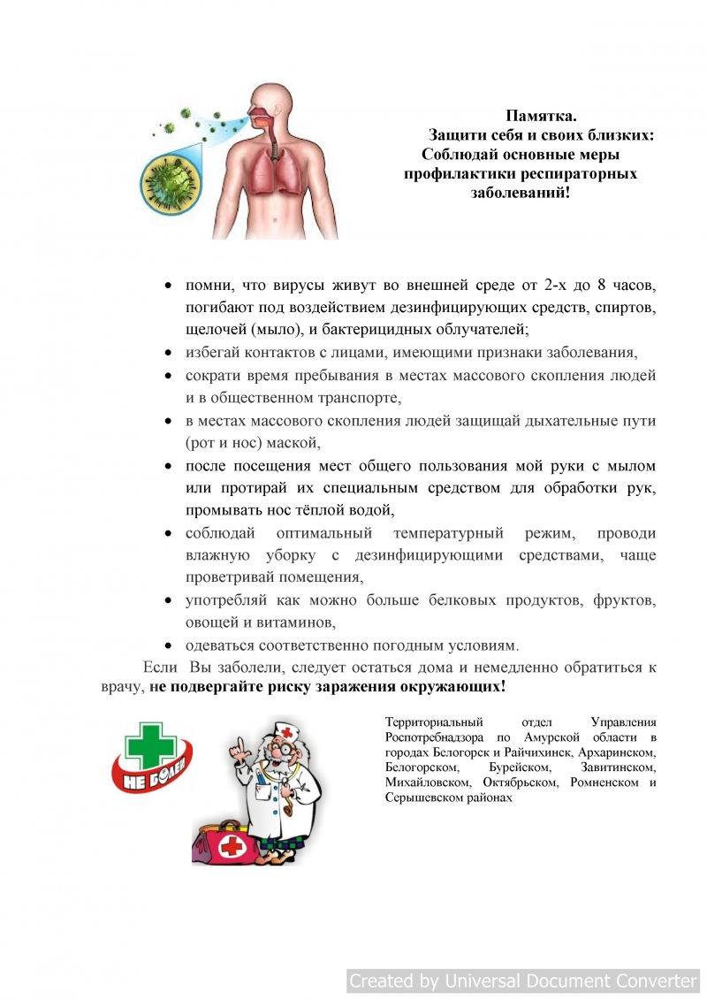 Памятка.
Защити себя и своих близких:
Соблюдай основные меры
профилактики респираторных
заболеваний!
• помни, что вирусы живут во внешней среде от 2-х до 8 часов,
погибают под воздействием дезинфицирующих средств, спиртов,
щелочей (мыло), и бактерицидных облучателей;
• избегай контактов с лицами, имеющими признаки заболевания,
• сократи время пребывания в местах массового скопления людей
и в общественном транспорте,
• в местах массового скопления людей защищай дыхательные пути
(рот и нос) маской,
• после посещения мест общего пользования мой руки с мылом
или протирай их специальным средством для обработки рук,
промывать нос тёплой водой,
• соблюдай оптимальный температурный режим, проводи
влажную уборку с дезинфицирующими средствами, чаще
проветривай помещения,
• употребляй как можно больше белковых продуктов, фруктов,
овощей и витаминов,
• одеваться соответственно погодным условиям.
Если Вы заболели, следует остаться дома и немедленно обратиться к
врачу, не подвергайте риску заражения окружающих!
НЕ БОЛЕЙ
Территориальный отдел Управления
Роспотребнадзора по Амурской области в
городах Белогорск и Райчихинск, Архаринском,
Белогорском, Бурейском, Завитинском,
Михайловском, Октябрьском, Ромненском и
Серышевском районах
Created by Universal Document Converter